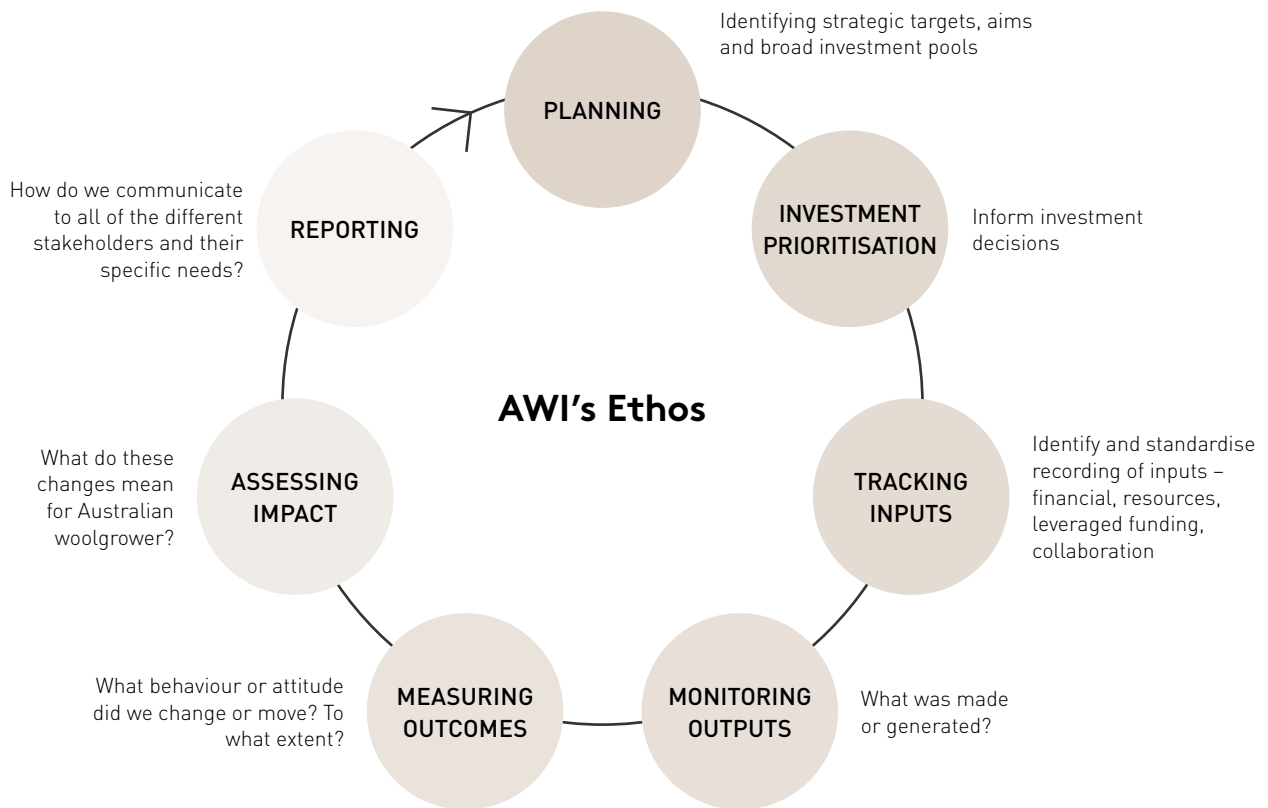 PLANNING
Identifying strategic targets, aims
and broad investment pools
INVESTMENT
PRIORITISATION
Inform investment
decisions
TRACKING
INPUTS
Identify and standardise
recording of inputs –
financial, resources,
leveraged funding,
collaboration
MONITORING
OUTPUTS
What was made
or generated?
MEASURING
OUTCOMES
What behaviour or attitude
did we change or move? To
what extent?
ASSESSING
IMPACT
What do these
changes mean
for Australian
woolgrower?
REPORTING
How do we communicate
to all of the different
stakeholders and their
specific needs?
AWI’s Ethos